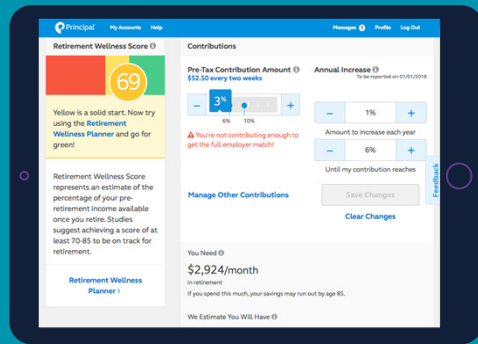 Principal My Accounts Help Messages Profile Log Out
Retirement Wellness Score
69
Yellow is a solid start. Now try
using the Retirement
Wellness Planner and go for
green!
Retirement Wellness Score
represents an estimate of the
percentage of your pre-
retirement income available
once you retire. Studies
suggest achieving a score of at
least 70-85 to be on track for
retirement.
Retirement Wellness
Planner >
Contributions
Pre-Tax Contribution Amount
$52.50 every two weeks
- 3% +
6% 10%
You're not contributing enough to
get the full employer match!
Manage Other Contributions
Annual Increase
To be reported on 01/01/2018
- 1% +
Amount to increase each year
- 6% +
Until my contribution reaches
Save Changes
Clear Changes
Feedback
You Need
$2,924/month
in retirement
If you spend this much, your savings may run out by age 85.
We Estimate You Will Have